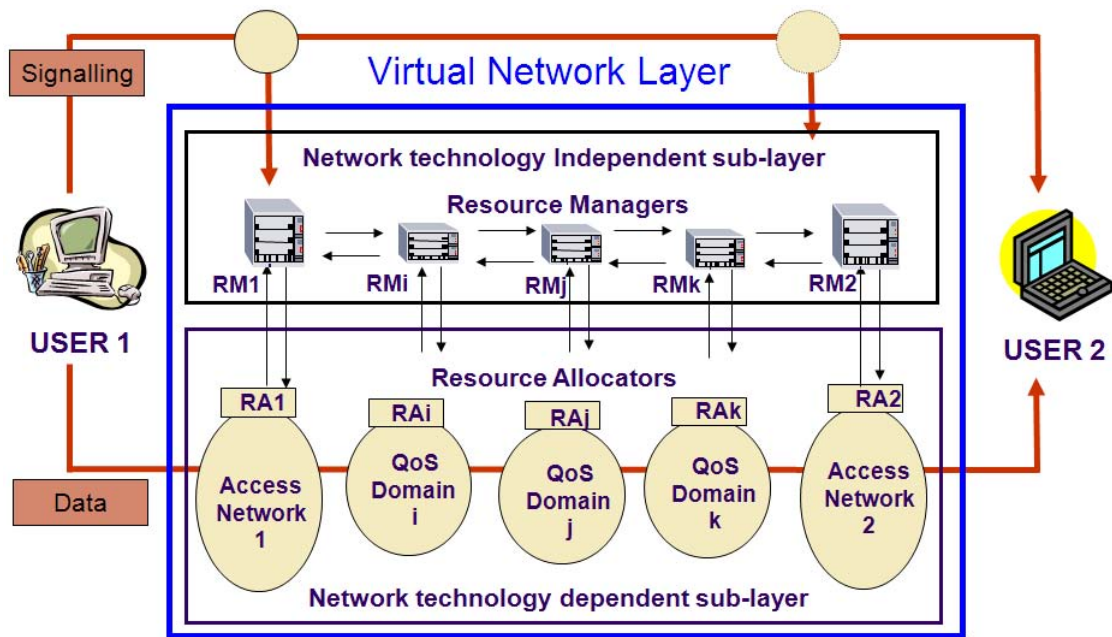 Signalling
Virtual Network Layer
Network technology Independent sub-layer
Resource Managers
RM1
RMi
RMj
RMk
RM2
USER 1
USER 2
Resource Allocators
RA1
RAi
RAj
RAk
RA2
Access
Network
1
QoS
Domain
i
QoS
Domain
j
QoS
Domain
k
Access
Network
2
Data
Network technology dependent sub-layer